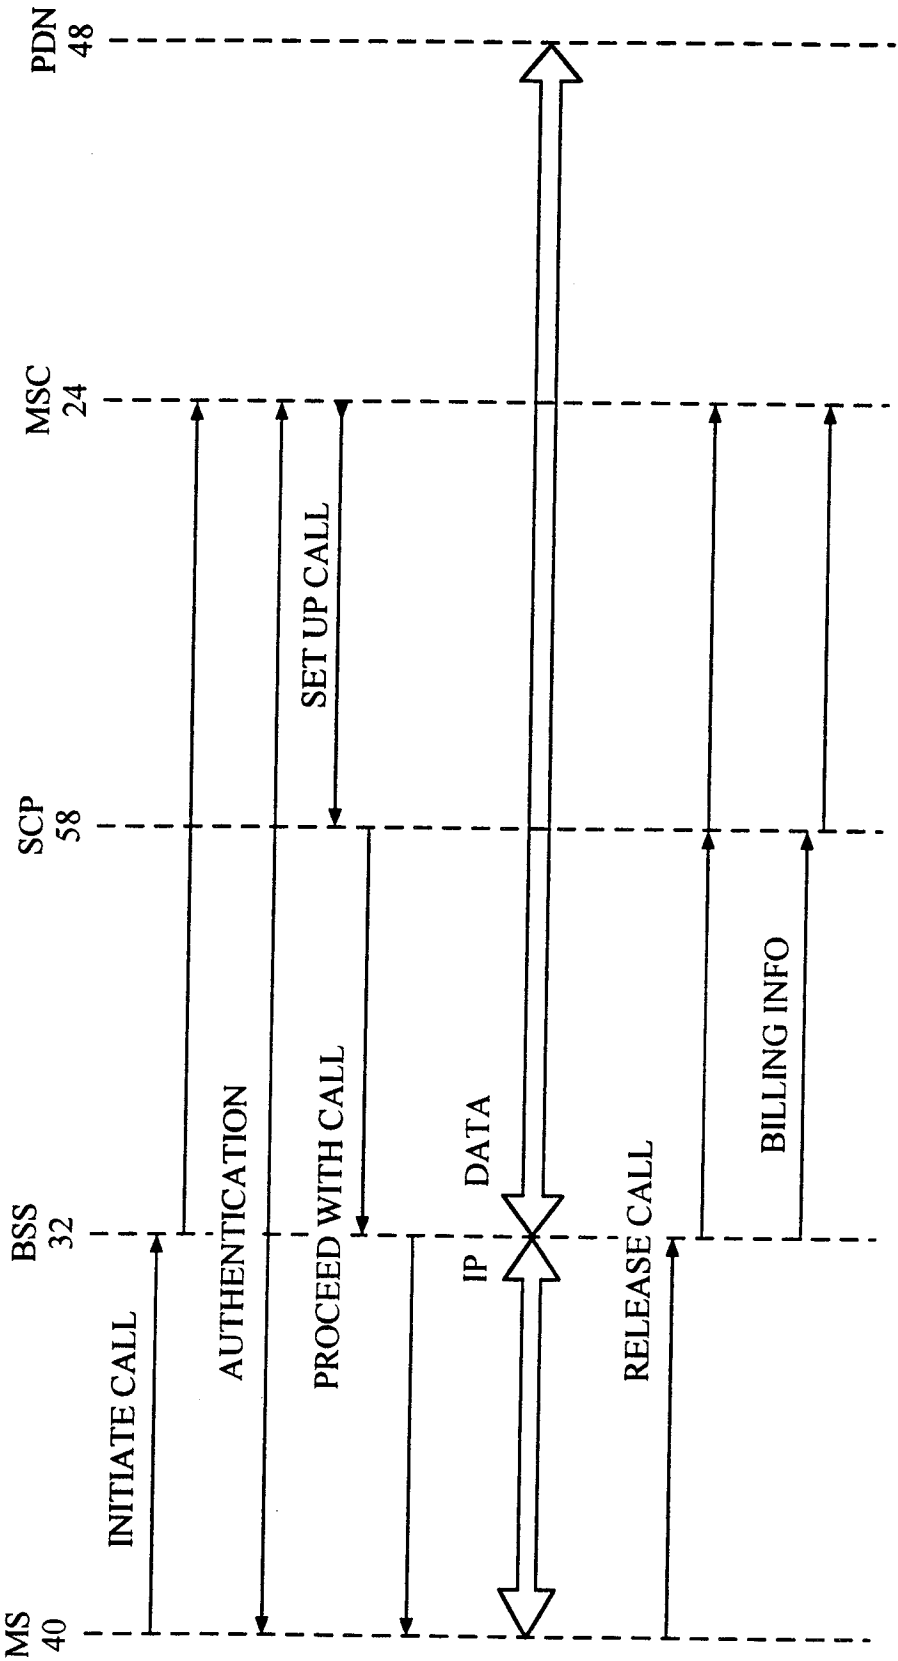 MS
40
BSS
32
SCP
58
MSC
24
PDN
48
INITIATE CALL
AUTHENTICATION
SET UP CALL
PROCEED WITH CALL
IP DATA
RELEASE CALL
BILLING INFO